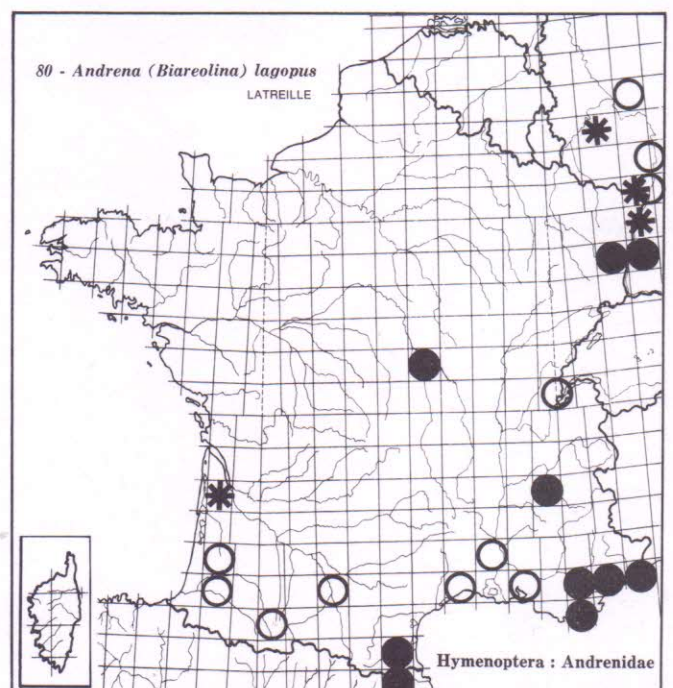 80 - Andrena (Biareolina) lagopus
LATREILLE
Hymenoptera : Andrenidae